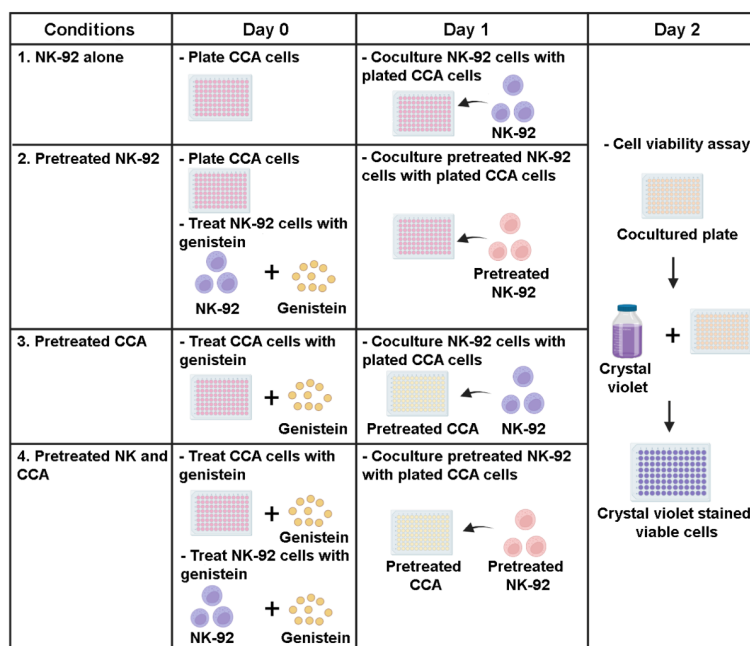 Conditions
Day 0
Day 1
Day 2
1. NK-92 alone
- Plate CCA cells
- Coculture NK-92 cells with
plated CCA cells
NK-92
2. Pretreated NK-92
- Plate CCA cells
- Treat NK-92 cells with
genistein
+
NK-92
Genistein
- Coculture pretreated NK-92
cells with plated CCA cells
Pretreated
NK-92
3. Pretreated CCA
- Treat CCA cells with
genistein
+
Genistein
- Coculture NK-92 cells with
plated CCA cells
Pretreated CCA
NK-92
4. Pretreated NK and
CCA
- Treat CCA cells with
genistein
+
Genistein
- Treat NK-92 cells with
genistein
+
NK-92
Genistein
- Coculture pretreated NK-92
with plated CCA cells
Pretreated
CCA
Pretreated
NK-92
- Cell viability assay
Cocultured plate
+
Crystal
violet
Crystal violet stained
viable cells